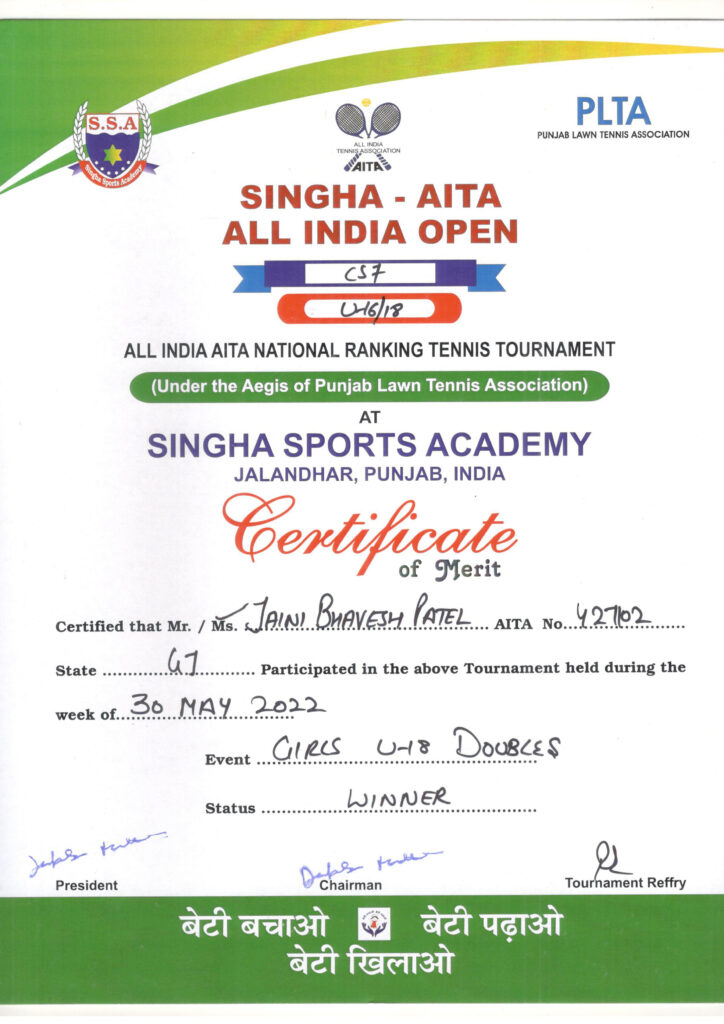 S.S.A
Singha Sports Academy
ALL INDIA
TENNIS ASSOCIATION
AITA
PLTA
PUNJAB LAWN TENNIS ASSOCIATION
SINGHA - AITA
ALL INDIA OPEN
CS7
U-16/18
ALL INDIA AITA NATIONAL RANKING TENNIS TOURNAMENT
(Under the Aegis of Punjab Lawn Tennis Association)
AT
SINGHA SPORTS ACADEMY
JALANDHAR, PUNJAB, INDIA
Certificate
of Merit
Certified that Mr. / Ms. JAINI BHAVESH PATEL AITA No. 427102
State GJ Participated in the above Tournament held during the
week of 30 MAY 2022
Event GIRLS U-18 DOUBLES
Status WINNER
President Chairman Tournament Reffry
बेटी बचाओ बेटी पढ़ाओ
बेटी खिलाओ